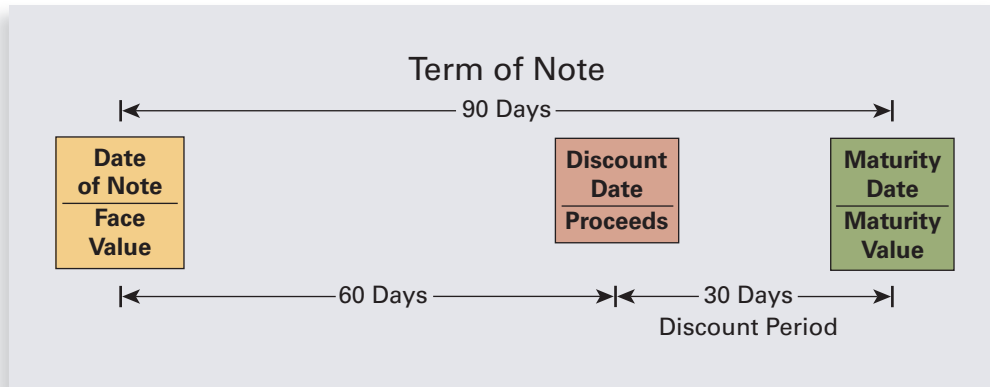 Term of Note
90 Days
Date
of Note
Face
Value
Discount
Date
Proceeds
Maturity
Date
Maturity
Value
60 Days
30 Days
Discount Period